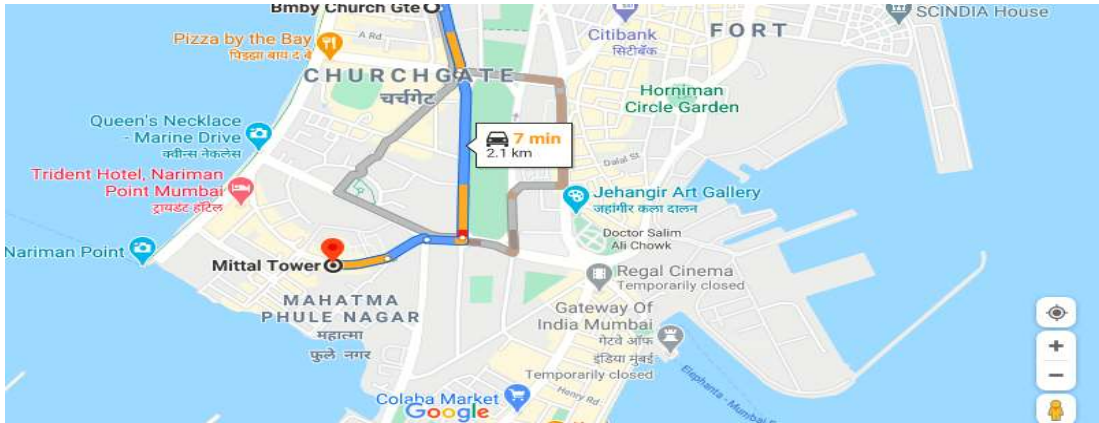 Bmby Church Gte
SCINDIA House
Pizza by the Bay
पिझ्झा बाय द बे
A Rd
Citibank
सिटीबँक
FORT
CHURCHGATE
चर्चगेट
Horniman
Circle Garden
Queen's Necklace
- Marine Drive
क्वीन्स नेकलेस
7 min
2.1 km
Dalal St
Trident Hotel, Nariman
Point Mumbai
ट्रायडंट हॉटेल
Jehangir Art Gallery
जहांगीर कला दालन
Doctor Salim
Ali Chowk
Nariman Point
Mittal Tower
Regal Cinema
Temporarily closed
MAHATMA
PHULE NAGAR
महात्मा
फुले नगर
Gateway Of
India Mumbai
गेटवे ऑफ
इंडिया मुंबई
Temporarily closed
Colaba Market
Google
Henry Rd
Elephanta - Mumbai